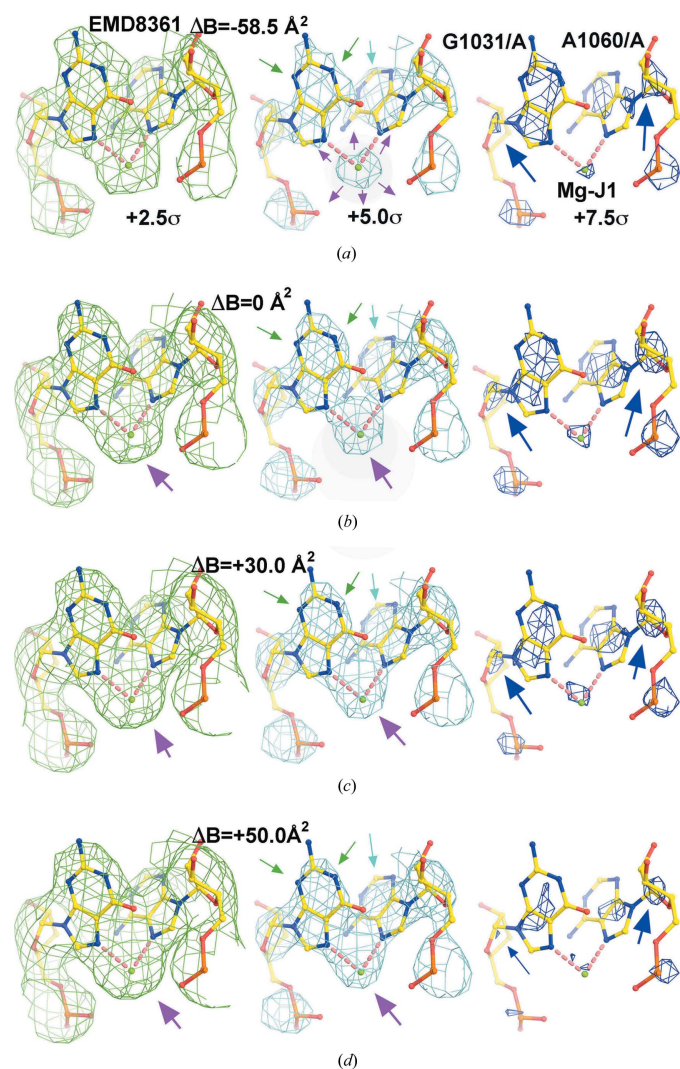 EMD8361 ΔB=-58.5 Å²
G1031/A A1060/A
Mg-J1
+2.5σ +5.0σ +7.5σ
(a)
ΔB=0 Å²
(b)
ΔB=+30.0 Å²
(c)
ΔB=+50.0Å²
(d)